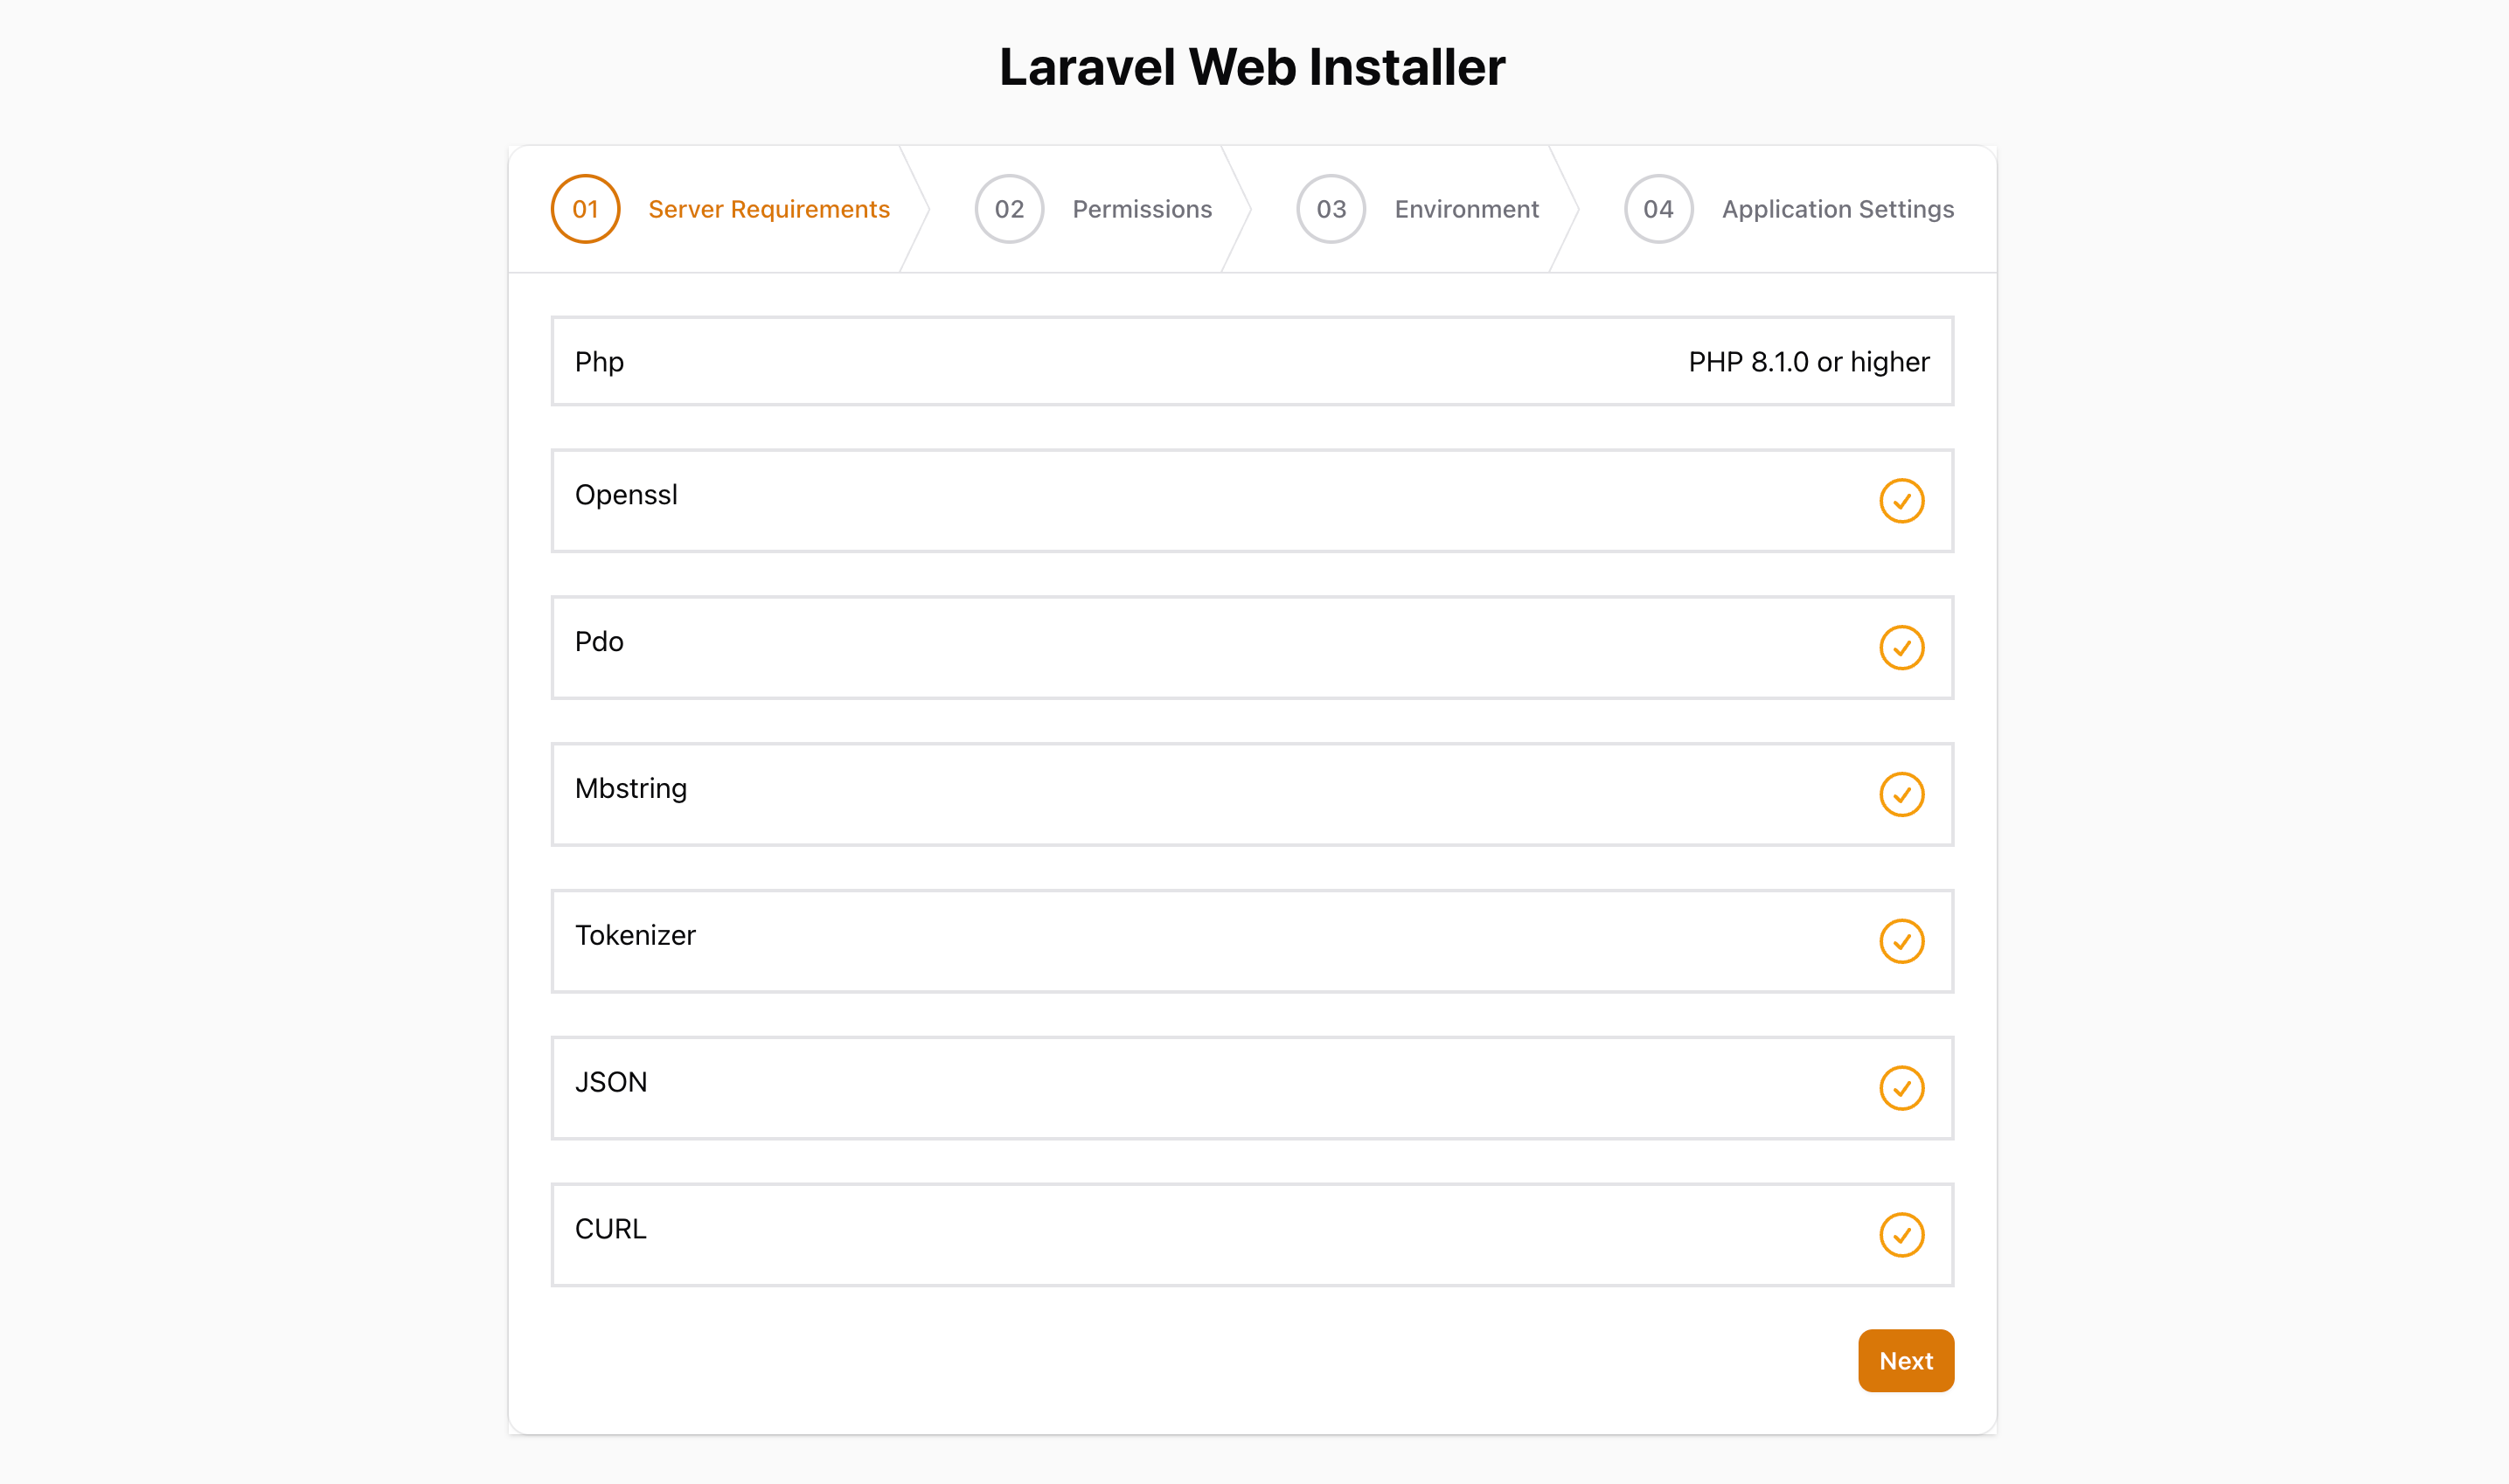 Laravel Web Installer
01 Server Requirements
02 Permissions
03 Environment
04 Application Settings
Php PHP 8.1.0 or higher
Openssl
Pdo
Mbstring
Tokenizer
JSON
CURL
Next